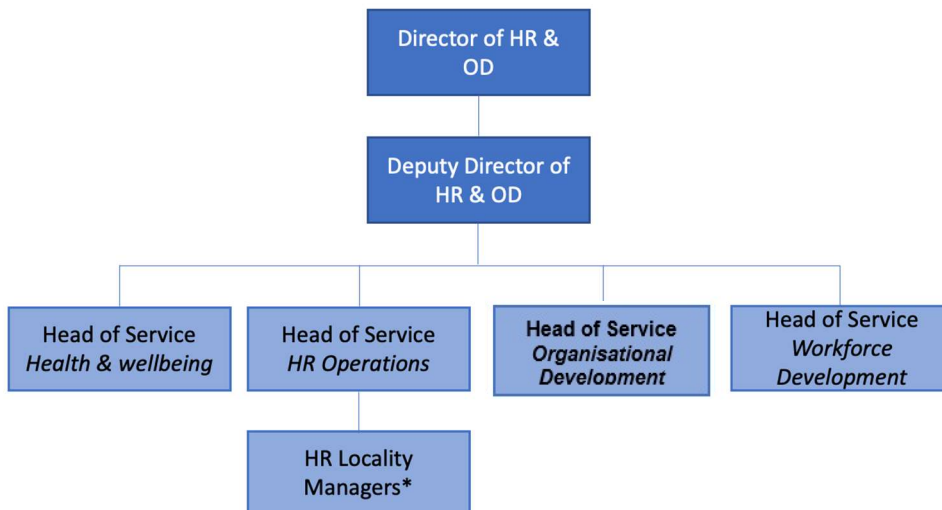 Director of HR &
OD
Deputy Director of
HR & OD
Head of Service
Health & wellbeing
Head of Service
HR Operations
Head of Service
Organisational
Development
Head of Service
Workforce
Development
HR Locality
Managers*